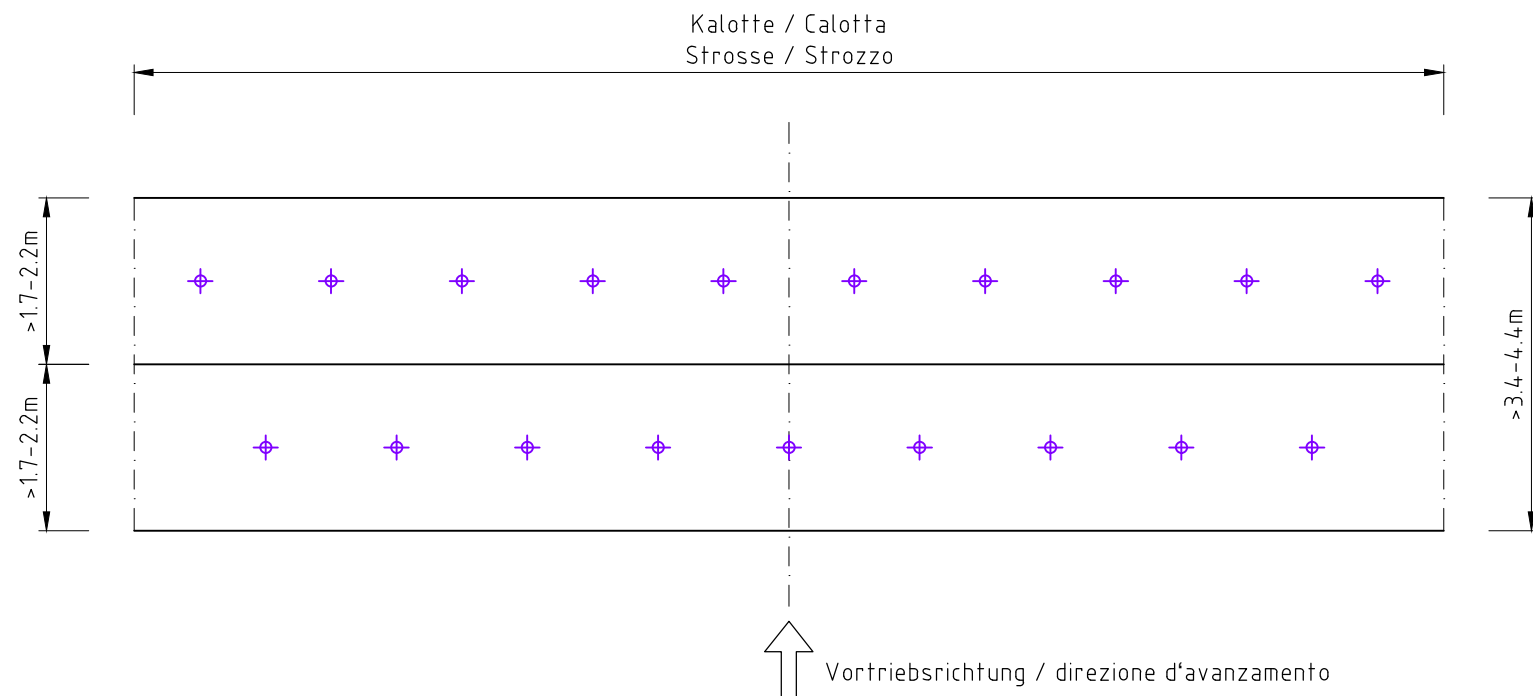 Kalotte / Calotta
Strosse / Strozzo
>1.7-2.2m
>1.7-2.2m
>3.4-4.4m
Vortriebsrichtung / direzione d'avanzamento